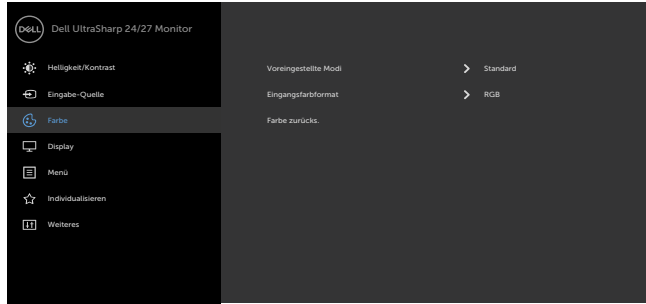 DELL Dell UltraSharp 24/27 Monitor
Helligkeit/Kontrast Voreingestellte Modi Standard
Eingabe-Quelle Eingangsfarbformat RGB
Farbe Farbe zurücks.
Display
Menü
Individualisieren
Weiteres